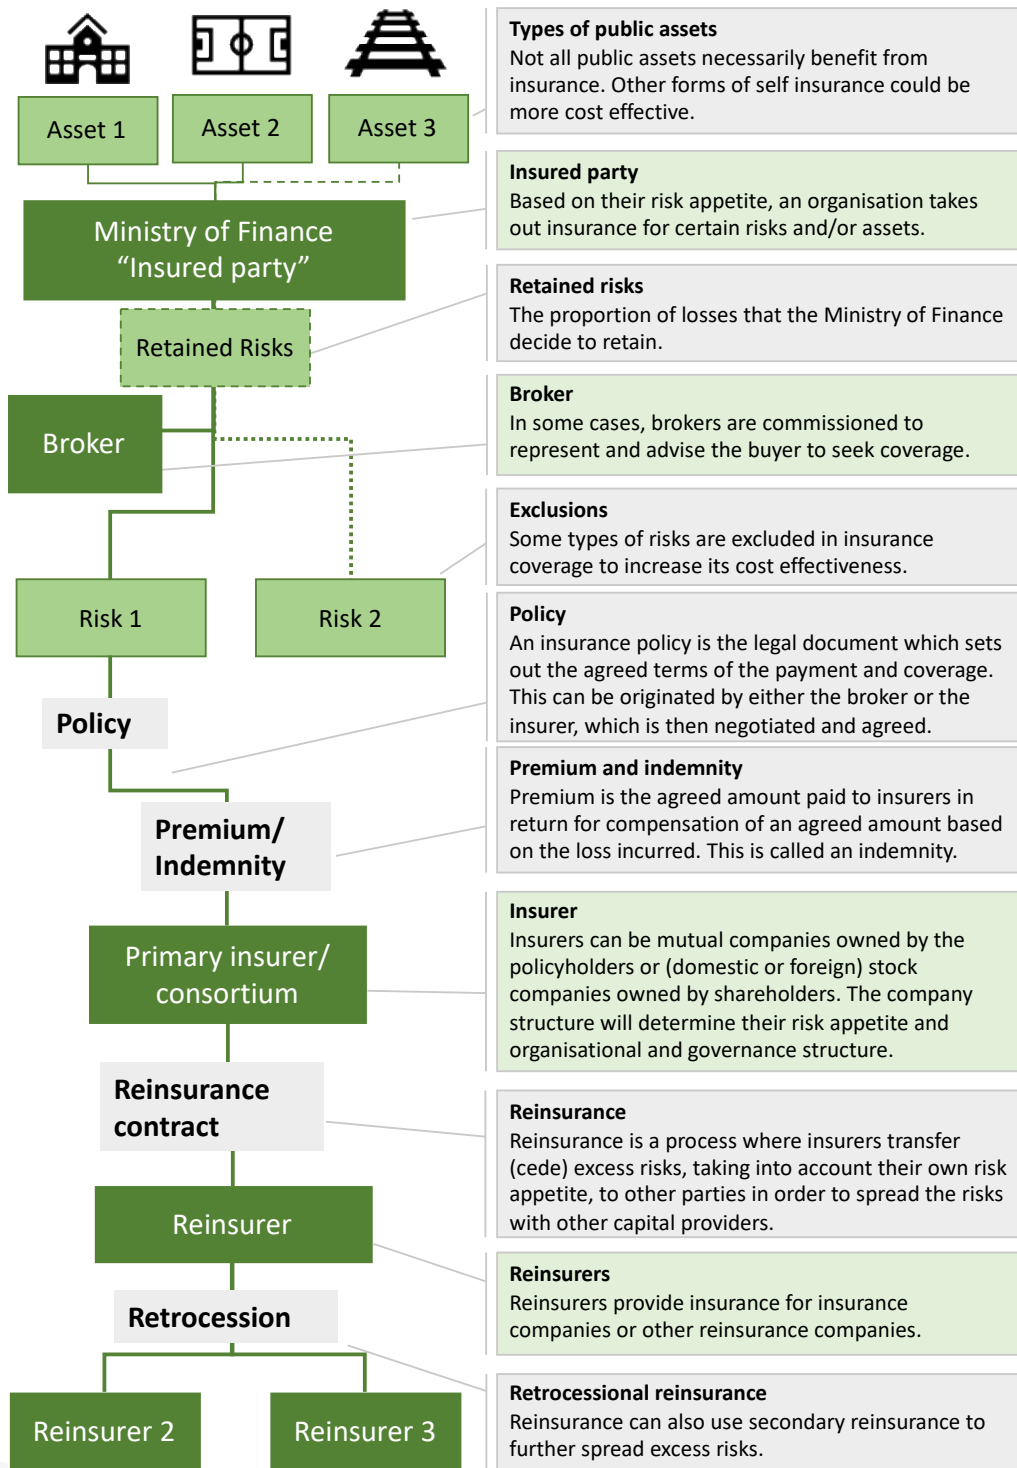 Types of public assets
Not all public assets necessarily benefit from
insurance. Other forms of self insurance could be
more cost effective.
Asset 1
Asset 2
Asset 3
Insured party
Based on their risk appetite, an organisation takes
out insurance for certain risks and/or assets.
Ministry of Finance
“Insured party”
Retained risks
The proportion of losses that the Ministry of Finance
decide to retain.
Retained Risks
Broker
In some cases, brokers are commissioned to
represent and advise the buyer to seek coverage.
Broker
Exclusions
Some types of risks are excluded in insurance
coverage to increase its cost effectiveness.
Risk 1
Risk 2
Policy
An insurance policy is the legal document which sets
out the agreed terms of the payment and coverage.
This can be originated by either the broker or the
insurer, which is then negotiated and agreed.
Policy
Premium and indemnity
Premium is the agreed amount paid to insurers in
return for compensation of an agreed amount based
on the loss incurred. This is called an indemnity.
Premium/
Indemnity
Insurer
Insurers can be mutual companies owned by the
policyholders or (domestic or foreign) stock
companies owned by shareholders. The company
structure will determine their risk appetite and
organisational and governance structure.
Primary insurer/
consortium
Reinsurance
contract
Reinsurance
Reinsurance is a process where insurers transfer
(cede) excess risks, taking into account their own risk
appetite, to other parties in order to spread the risks
with other capital providers.
Reinsurer
Reinsurers
Reinsurers provide insurance for insurance
companies or other reinsurance companies.
Retrocession
Retrocessional reinsurance
Reinsurance can also use secondary reinsurance to
further spread excess risks.
Reinsurer 2
Reinsurer 3